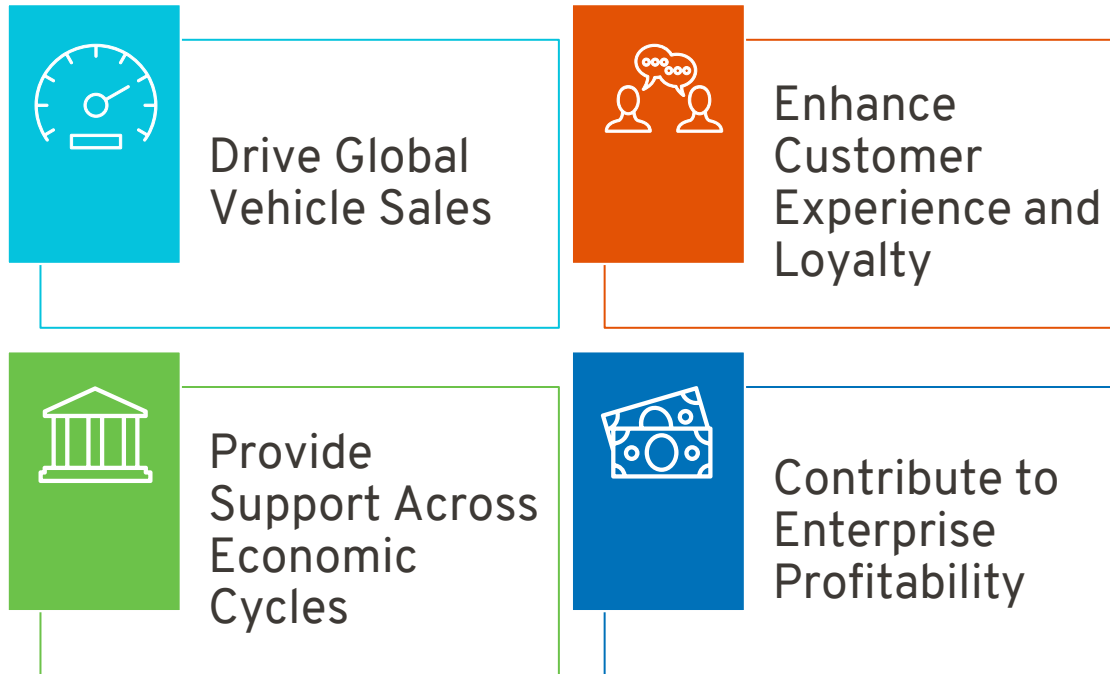 Drive Global
Vehicle Sales
Enhance
Customer
Experience and
Loyalty
Provide
Support Across
Economic
Cycles
Contribute to
Enterprise
Profitability